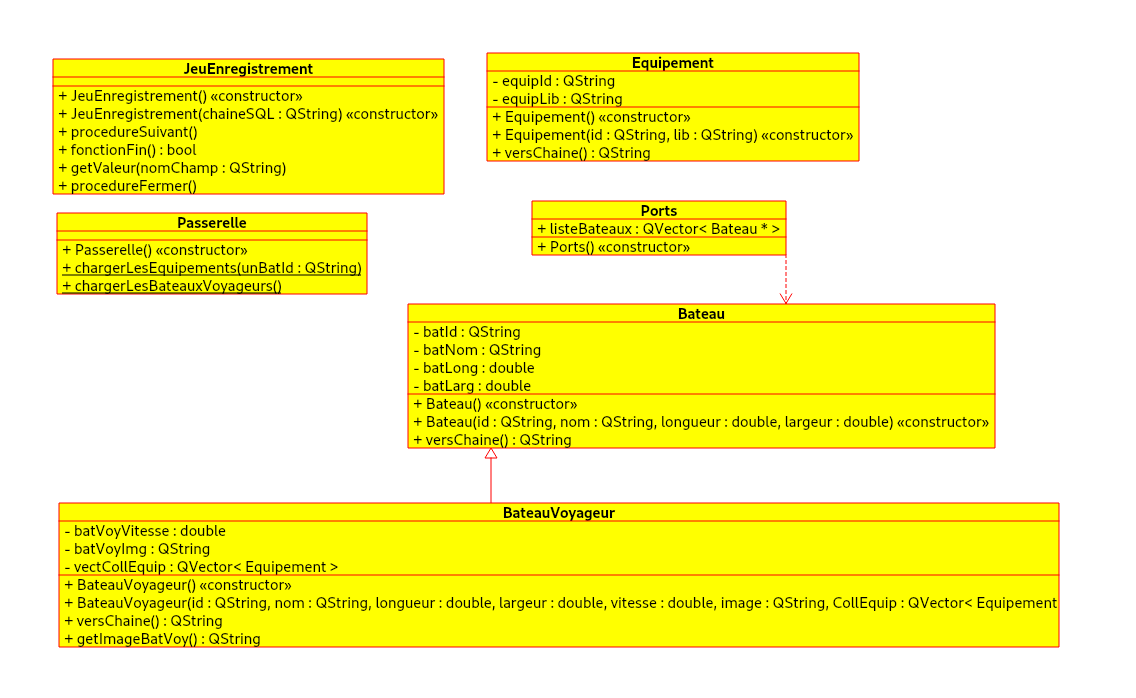 JeuEnregistrement
+ JeuEnregistrement() «constructor»
+ JeuEnregistrement(chaineSQL : QString) «constructor»
+ procedureSuivant()
+ fonctionFin() : bool
+ getValeur(nomChamp : QString)
+ procedureFermer()
Equipement
- equipId : QString
- equipLib : QString
+ Equipement() «constructor»
+ Equipement(id : QString, lib : QString) «constructor»
+ versChaine() : QString
Passerelle
+ Passerelle() «constructor»
+ chargerLesEquipements(unBatId : QString)
+ chargerLesBateauxVoyageurs()
Ports
+ listeBateaux : QVector< Bateau * >
+ Ports() «constructor»
Bateau
- batId : QString
- batNom : QString
- batLong : double
- batLarg : double
+ Bateau() «constructor»
+ Bateau(id : QString, nom : QString, longueur : double, largeur : double) «constructor»
+ versChaine() : QString
BateauVoyageur
- batVoyVitesse : double
- batVoyImg : QString
- vectCollEquip : QVector< Equipement >
+ BateauVoyageur() «constructor»
+ BateauVoyageur(id : QString, nom : QString, longueur : double, largeur : double, vitesse : double, image : QString, CollEquip : QVector< Equipement
+ versChaine() : QString
+ getImageBatVoy() : QString